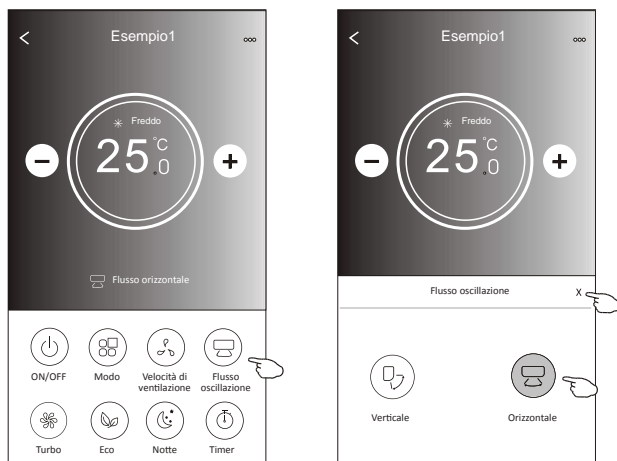 Esempio1
Freddo
25.0 °C
Flusso orizzontale
ON/OFF
Modo
Velocità di
ventilazione
Flusso
oscillazione
Turbo
Eco
Notte
Timer
Esempio1
Freddo
25.0 °C
Flusso oscillazione X
Verticale
Orizzontale